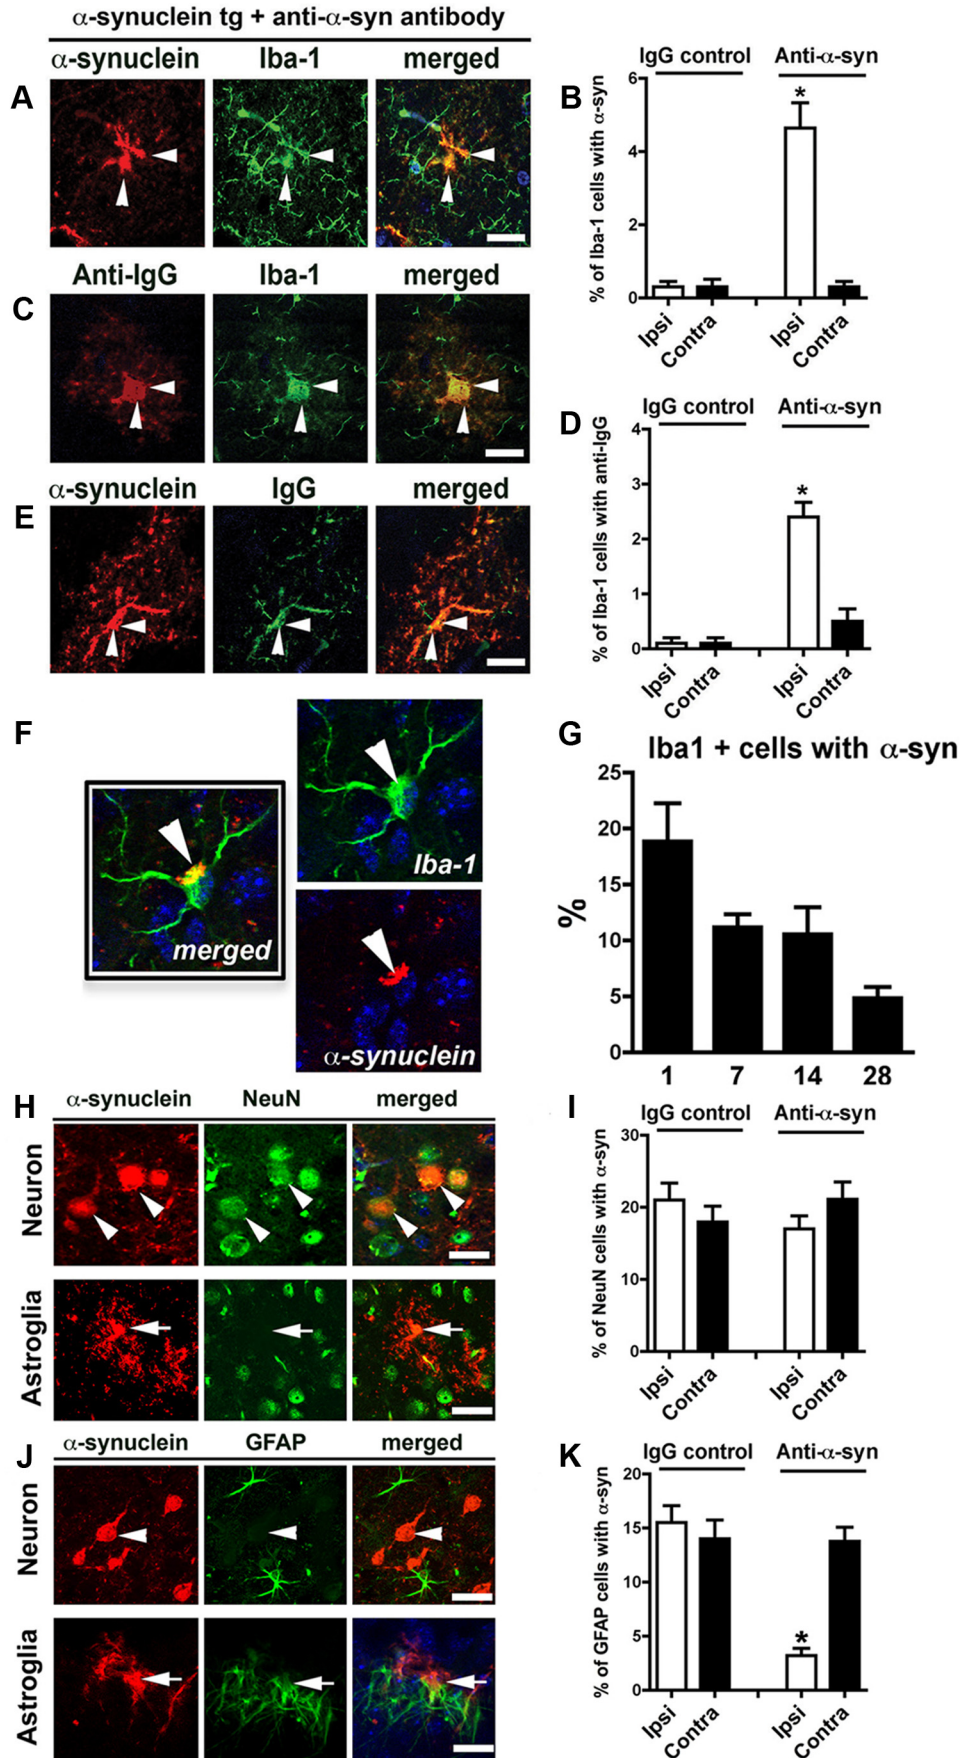 α-synuclein tg + anti-α-syn antibody
α-synuclein Iba-1 merged
A
Anti-IgG Iba-1 merged
C
α-synuclein IgG merged
E
B
IgG control Anti-α-syn
% of Iba-1 cells with α-syn
6
4
2
0
*
Ipsi Contra Ipsi Contra
D
IgG control Anti-α-syn
% of Iba-1 cells with anti-IgG
4
3
2
1
0
*
Ipsi Contra Ipsi Contra
F
merged
Iba-1
α-synuclein
G
Iba1 + cells with α-syn
%
25
20
15
10
5
0
1 7 14 28
H
α-synuclein NeuN merged
Neuron
Astroglia
I
IgG control Anti-α-syn
% of NeuN cells with α-syn
30
20
10
0
Ipsi Contra Ipsi Contra
J
α-synuclein GFAP merged
Neuron
Astroglia
K
IgG control Anti-α-syn
% of GFAP cells with α-syn
20
15
10
5
0
*
Ipsi Contra Ipsi Contra